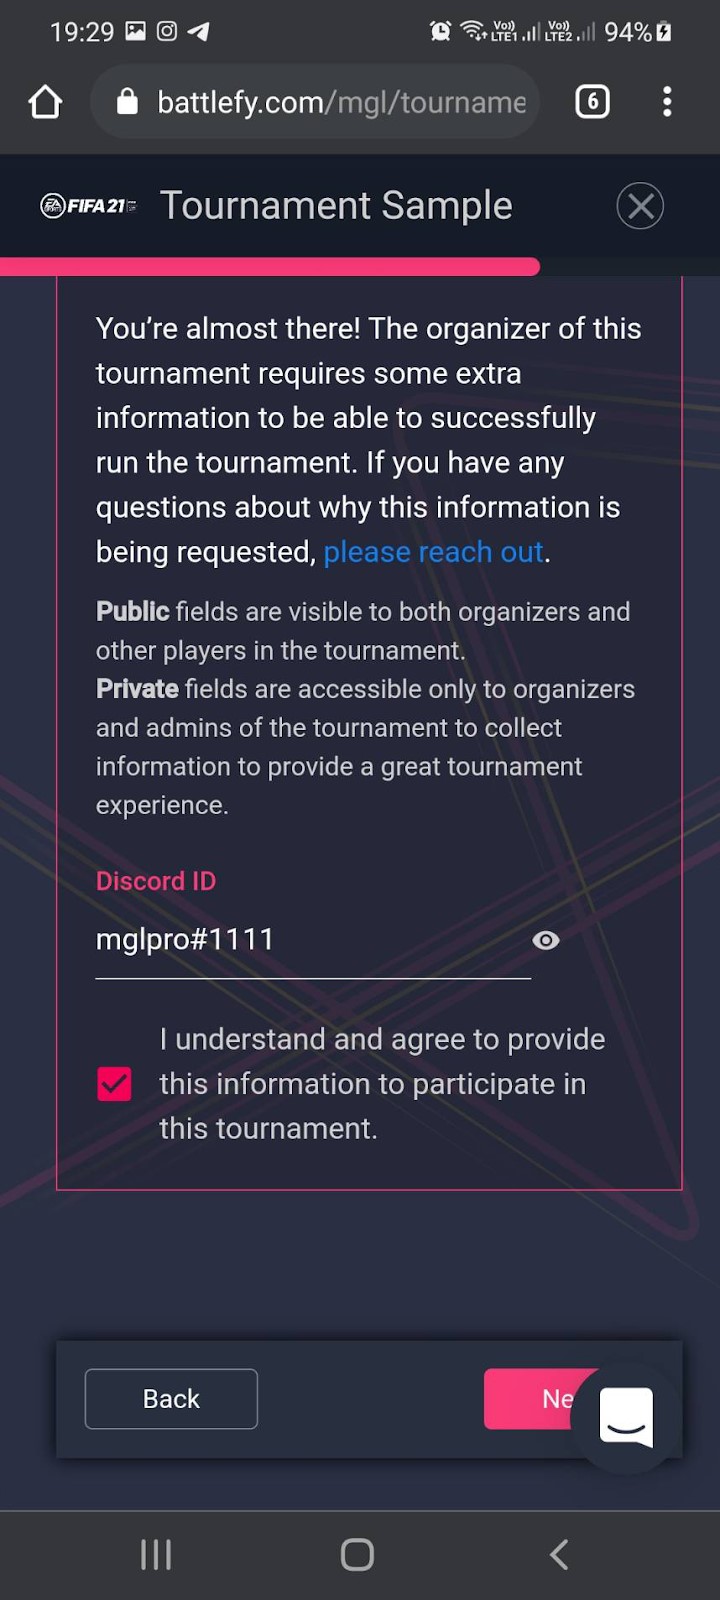 19:29 Vo)) LTE1 Vo)) LTE2 94%
battlefy.com/mgl/tourname 6
EA SPORTS FIFA 21 Tournament Sample
You’re almost there! The organizer of this
tournament requires some extra
information to be able to successfully
run the tournament. If you have any
questions about why this information is
being requested, please reach out.
Public fields are visible to both organizers and
other players in the tournament.
Private fields are accessible only to organizers
and admins of the tournament to collect
information to provide a great tournament
experience.
Discord ID
mglpro#1111
I understand and agree to provide
this information to participate in
this tournament.
Back Ne